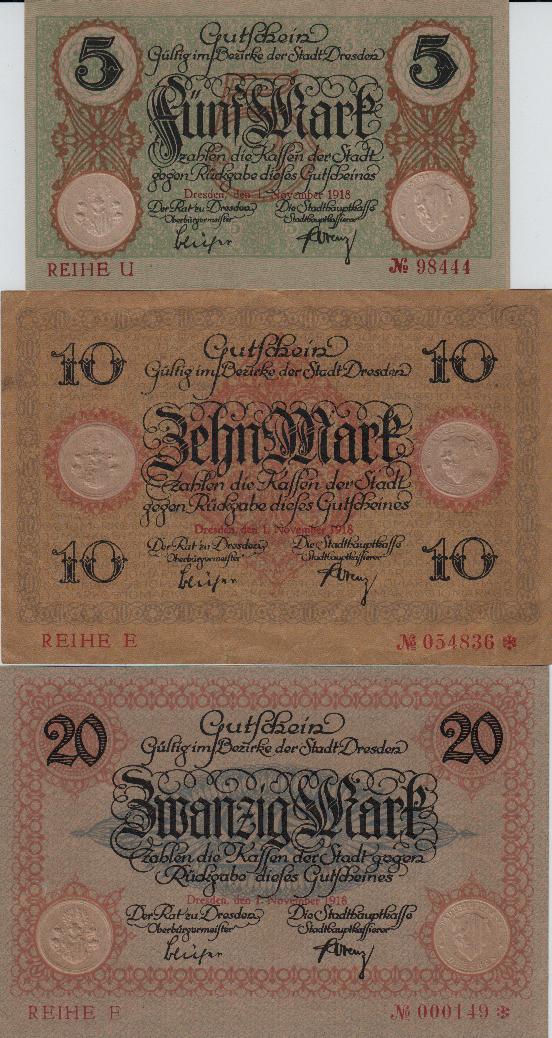 5 Gutschein 5
Gültig im Bezirke der Stadt Dresden
Fünf Mark
zahlen die Kassen der Stadt
gegen Rückgabe dieses Gutscheines
Dresden, den 1. November 1918
Der Rat zu Dresden Die Stadthauptkasse
Oberbürgermeister Stadthauptkassierer
REIHE U № 98444
10 Gutschein 10
Gültig im Bezirke der Stadt Dresden
Zehn Mark
zahlen die Kassen der Stadt
gegen Rückgabe dieses Gutscheines
Dresden, den 1. November 1918
Der Rat zu Dresden Die Stadthauptkasse
Oberbürgermeister Stadthauptkassierer
10 10
REIHE E № 054836 *
20 Gutschein 20
Gültig im Bezirke der Stadt Dresden
Zwanzig Mark
zahlen die Kassen der Stadt gegen
Rückgabe dieses Gutscheines
Dresden, den 1. November 1918
Der Rat zu Dresden Die Stadthauptkasse
Oberbürgermeister Stadthauptkassierer
REIHE F № 000149 *